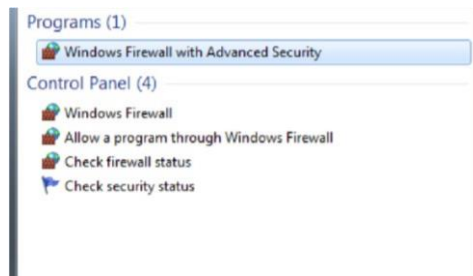 Programs (1)
Windows Firewall with Advanced Security
Control Panel (4)
Windows Firewall
Allow a program through Windows Firewall
Check firewall status
Check security status